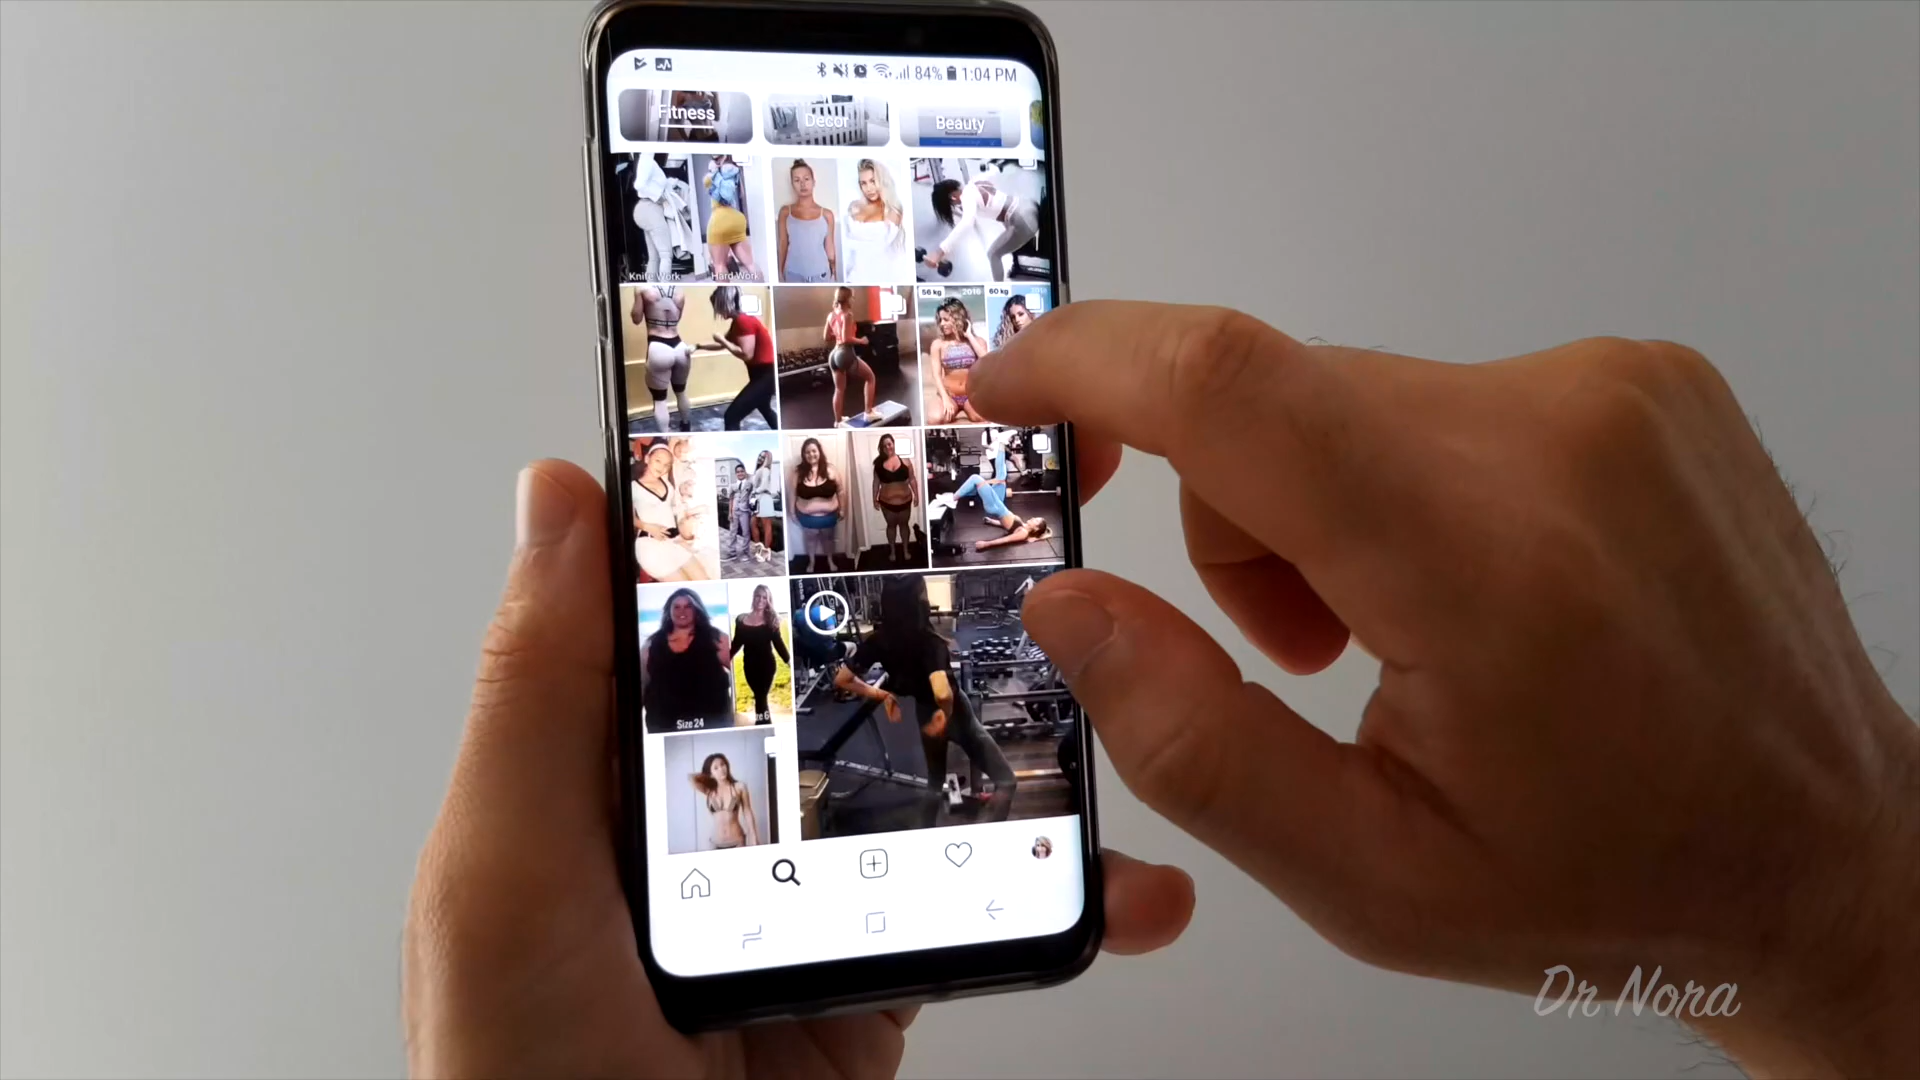 84% 1:04 PM
Fitness
Decor
Beauty
Knife Work
Hard Work
56 kg 2016 60 kg
Size 24
Dr Nora